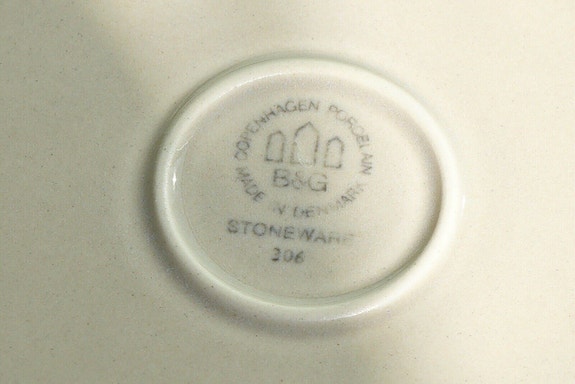 COPENHAGEN PORCELAIN
B&G
MADE IN DENMARK
STONEWARE
206